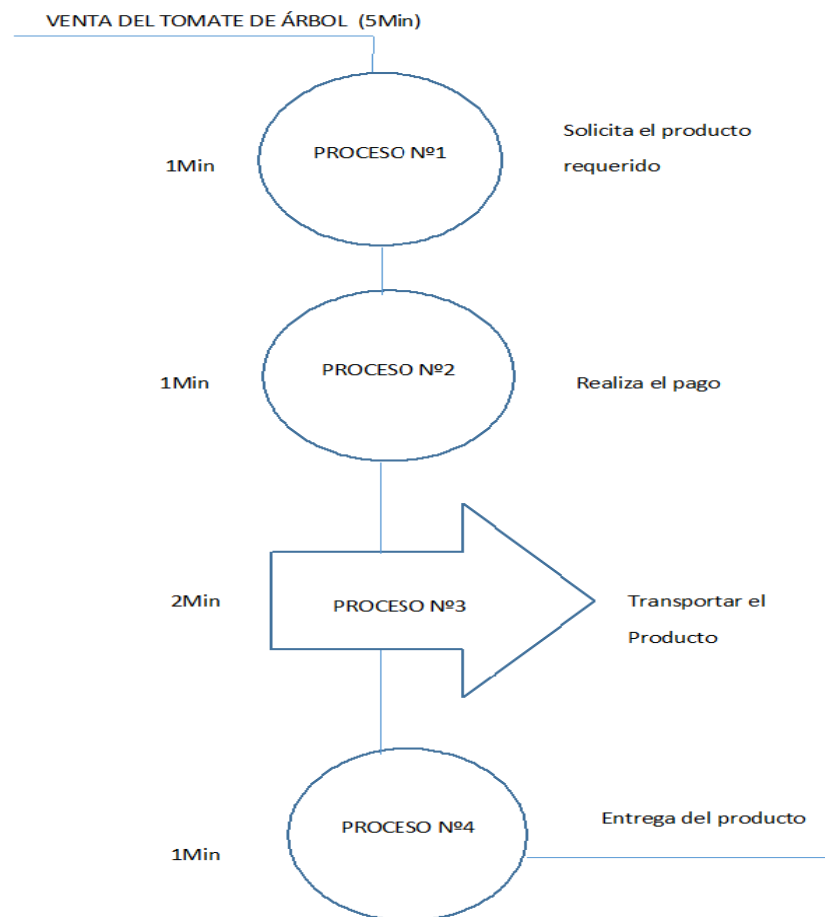 VENTA DEL TOMATE DE ÁRBOL (5Min)
Solicita el producto
PROCESO Nº1
1Min
requerido
PROCESO Nº2
1Min
Realiza el pago
2Min
PROCESO Nº3
Transportar el
Producto
Entrega del producto
PROCESO Nº4
1Min